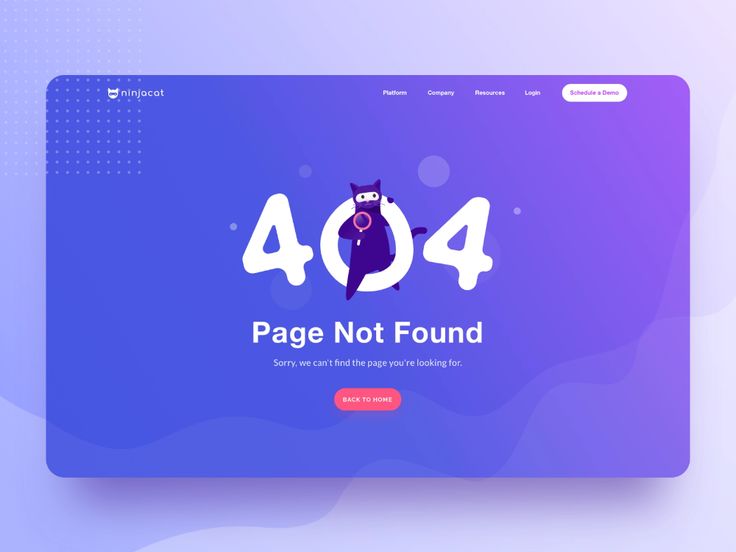 ninjacat
Platform Company Resources Login Schedule a Demo
404
Page Not Found
Sorry, we can't find the page you're looking for.
BACK TO HOME